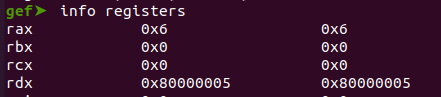 gef➤ info registers
rax 0x6 0x6
rbx 0x0 0x0
rcx 0x0 0x0
rdx 0x80000005 0x80000005